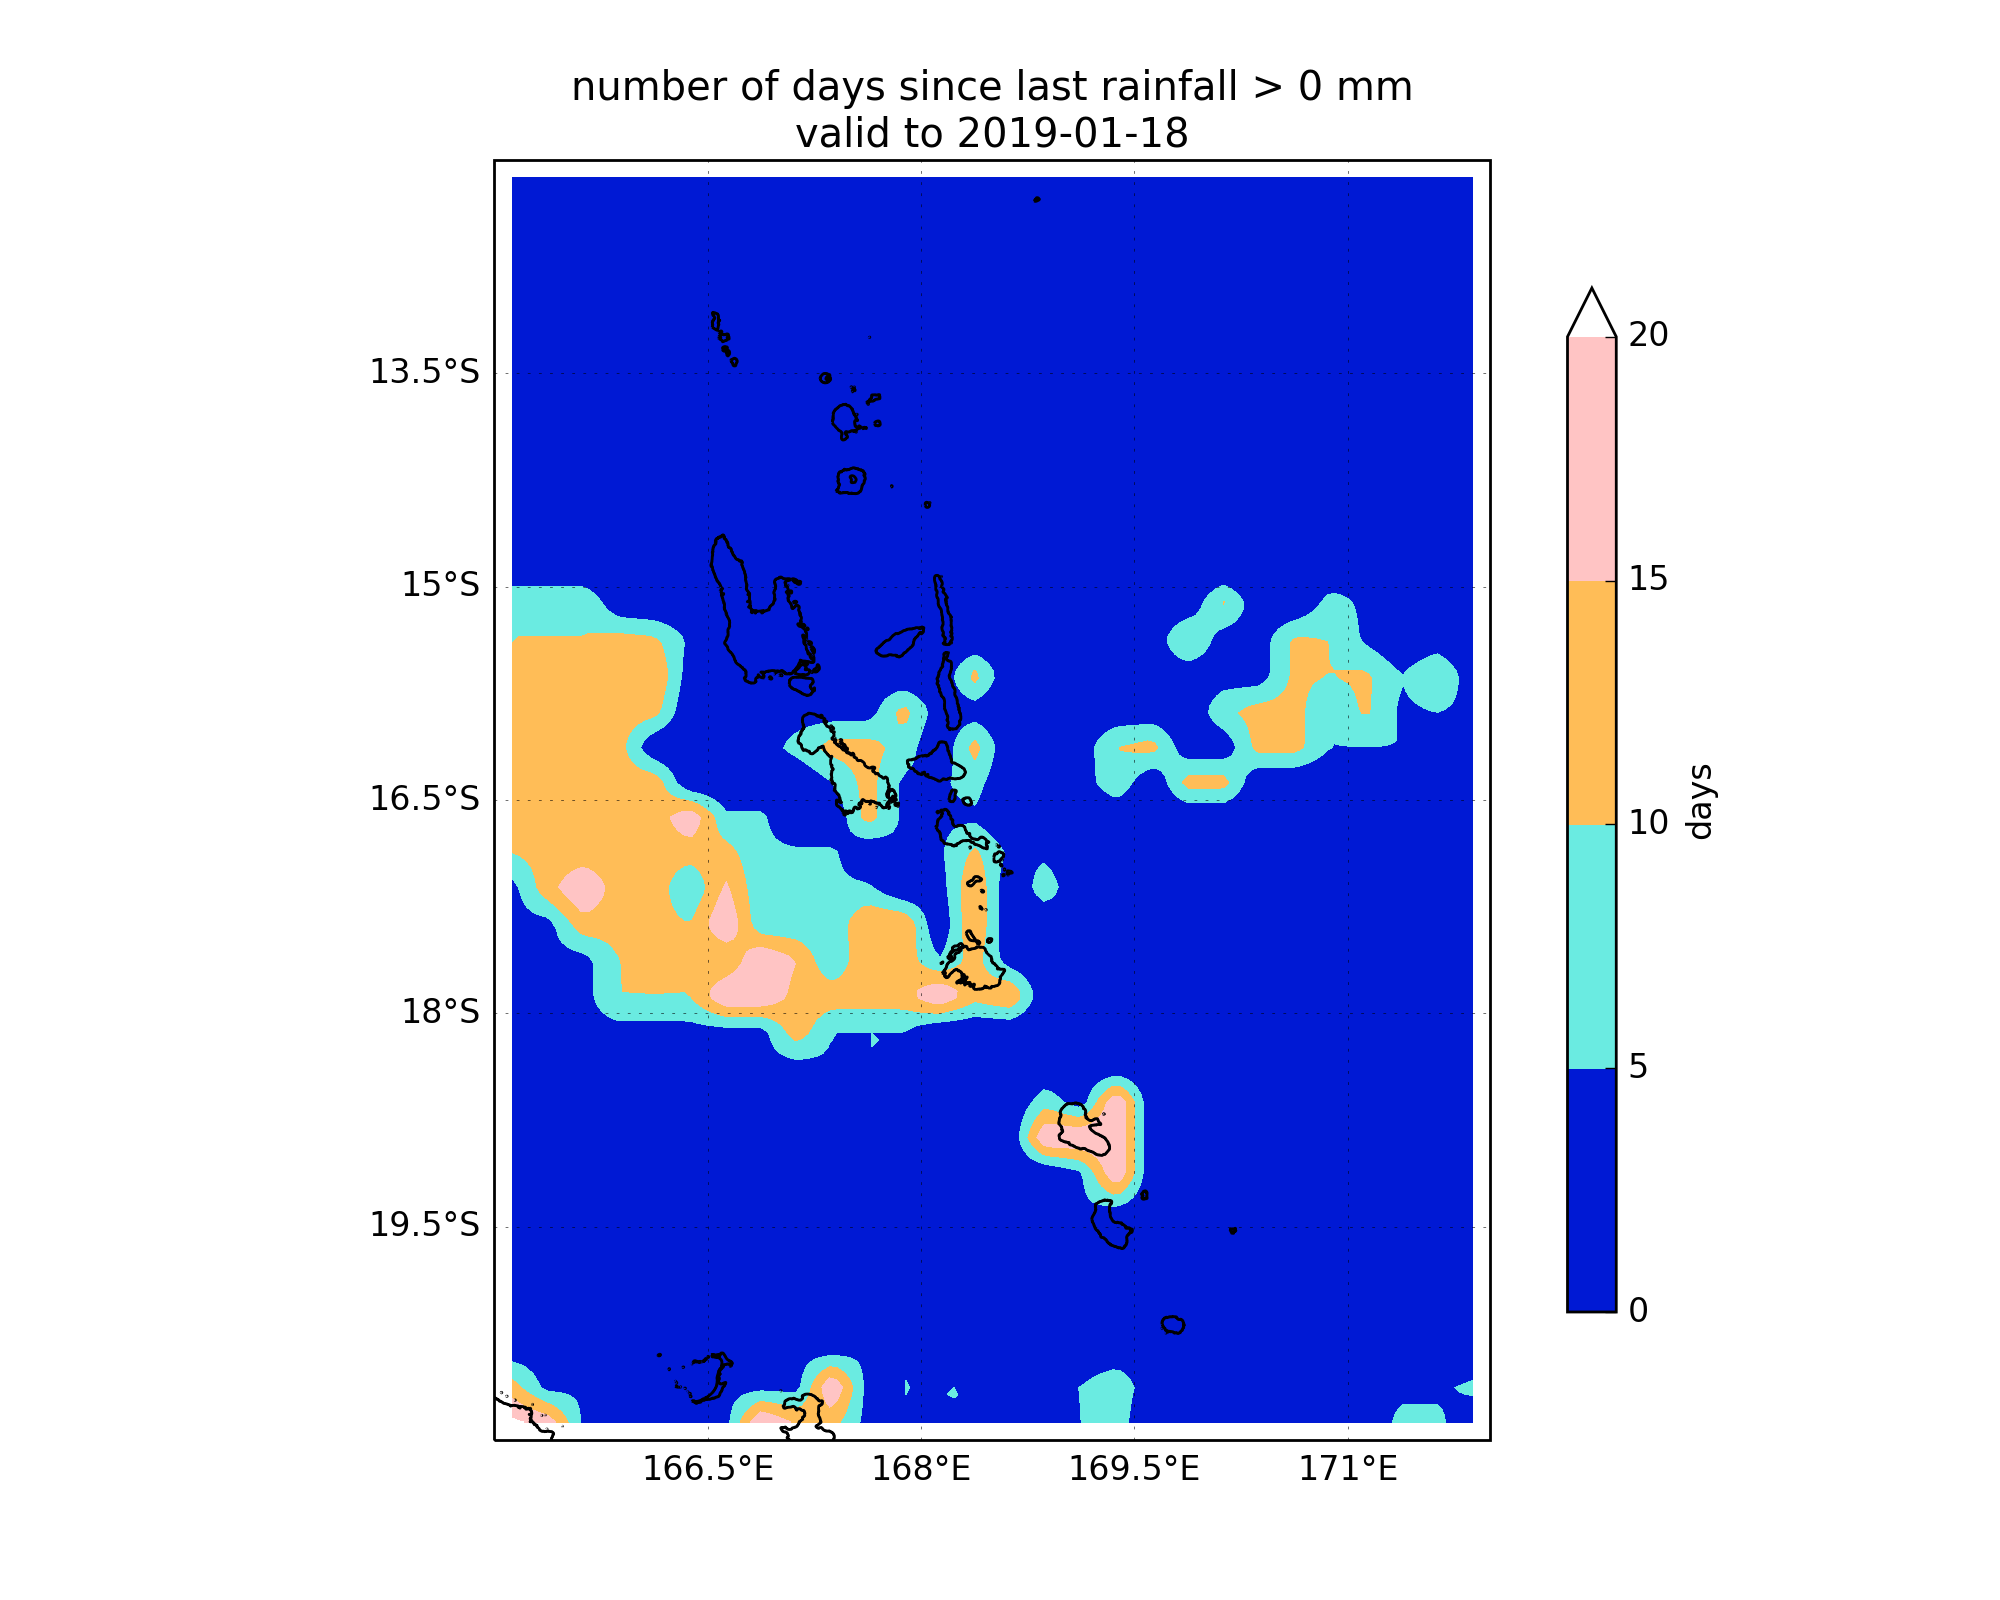 number of days since last rainfall > 0 mm
valid to 2019-01-18
13.5°S
15°S
16.5°S
18°S
19.5°S
166.5°E
168°E
169.5°E
171°E
20
15
10
5
0
days